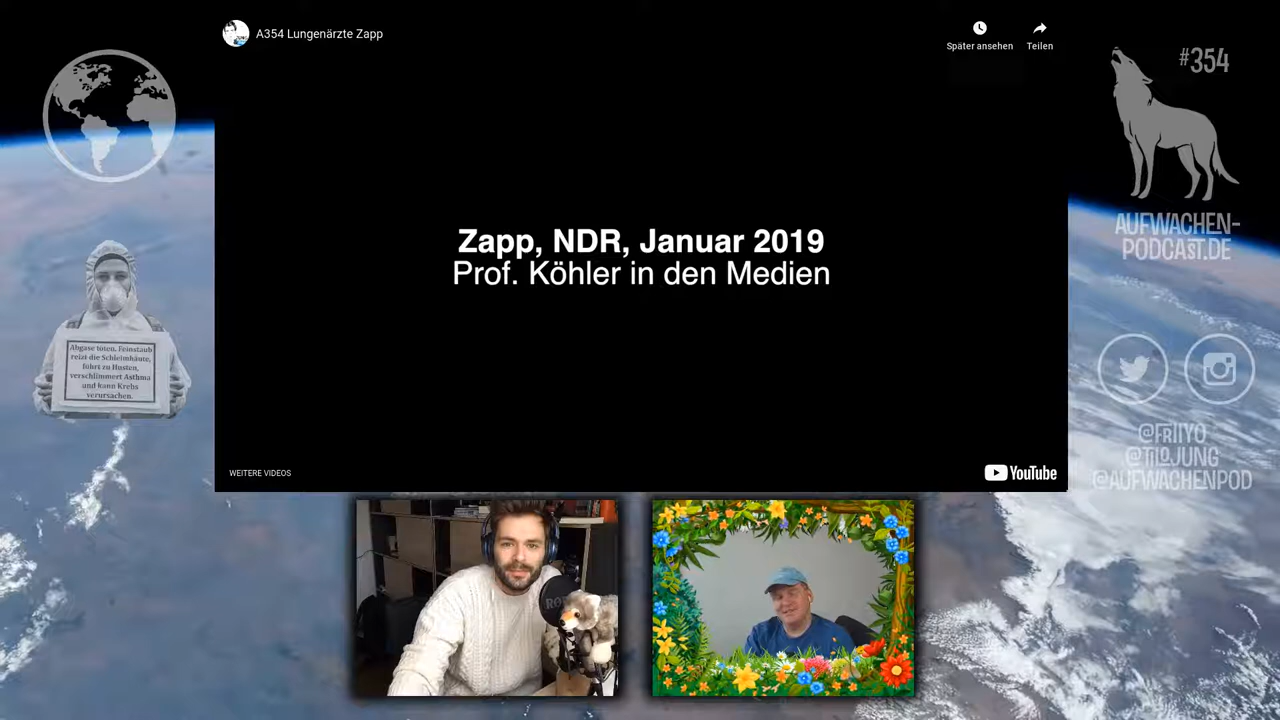 A354 Lungenärzte Zapp
Später ansehen
Teilen
#354
Zapp, NDR, Januar 2019
Prof. Köhler in den Medien
AUFWACHEN-
PODCAST.DE
Abgase töten. Feinstaub
reizt die Schleimhäute,
führt zu Husten,
verschlimmert Asthma
und kann Krebs
verursachen.
@FRIIYO
@TILOJUNG
@AUFWACHENPOD
WEITERE VIDEOS
YouTube